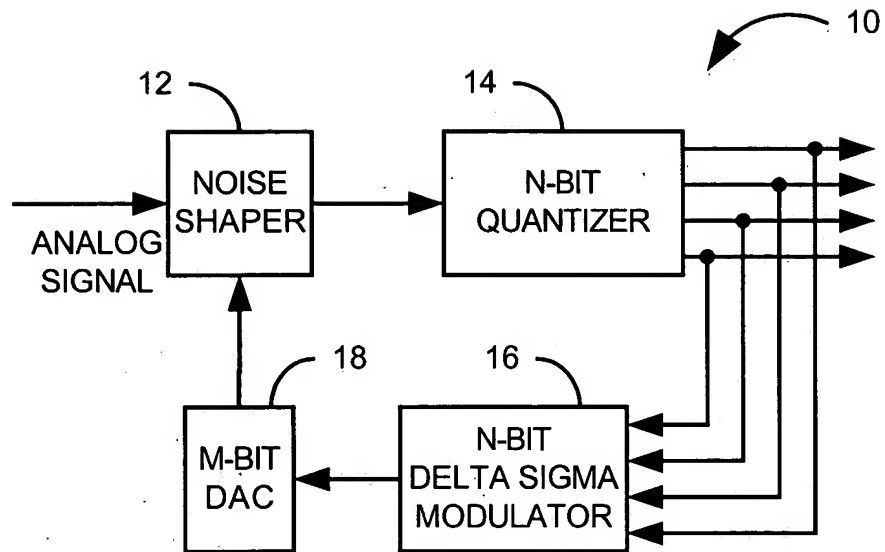 10
12
14
NOISE
SHAPER
N-BIT
QUANTIZER
ANALOG
SIGNAL
18
16
M-BIT
DAC
N-BIT
DELTA SIGMA
MODULATOR